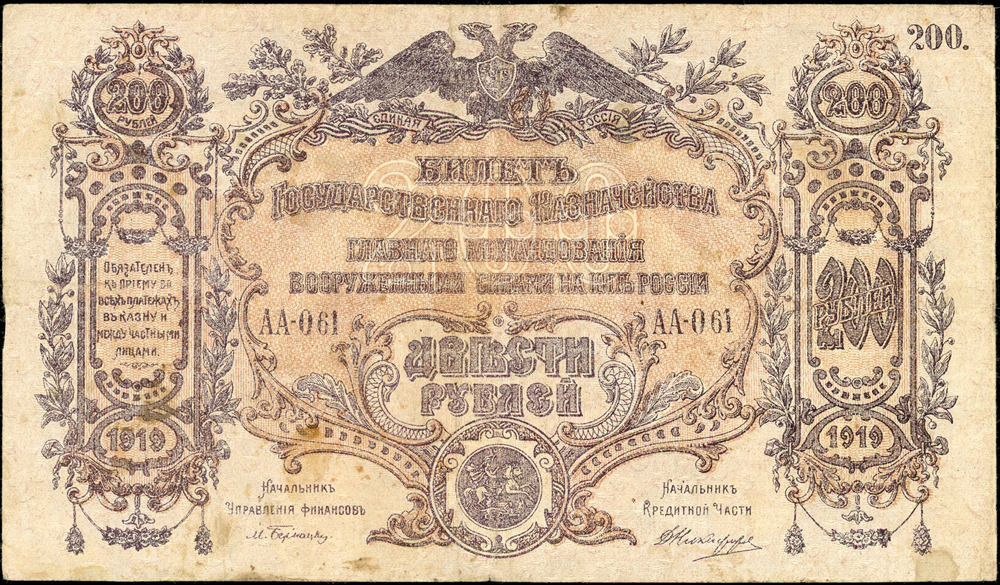 200.
200
РУБЛЕЙ
200
ЕДИНАЯ РОССІЯ
200
БИЛЕТЪ
ГОСУДАРСТВЕННАГО КАЗНАЧЕЙСТВА
ГЛАВНАГО КОМАНДОВАНІЯ
ВООРУЖЕННЫМИ СИЛАМИ НА ЮГѢ РОССІИ
ОБЯЗАТЕЛЕНЪ
КЪ ПРІЕМУ ВО
ВСѢХЪ ПЛАТЕЖАХЪ
ВЪ КАЗНУ И
МЕЖДУ ЧАСТНЫМИ
ЛИЦАМИ.
200
РУБЛЕЙ
АА-061 АА-061
ДВѢСТИ
РУБЛЕЙ
1919 1919
НАЧАЛЬНИКЪ
УПРАВЛЕНІЯ ФИНАНСОВЪ
М. Бернацкій
НАЧАЛЬНИКЪ
КРЕДИТНОЙ ЧАСТИ